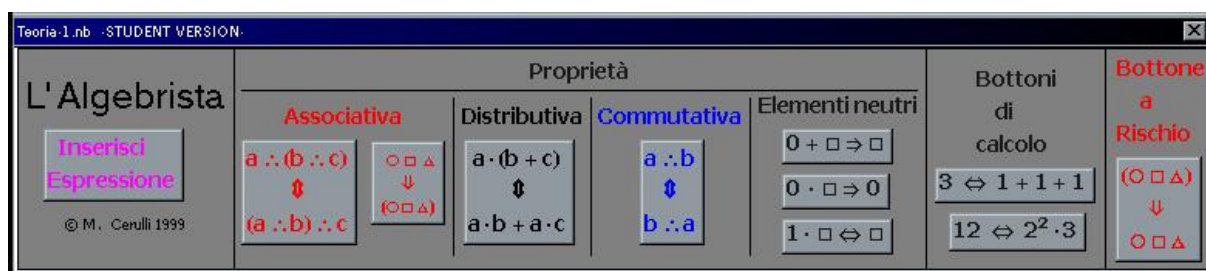 Teoria-1.nb -STUDENT VERSION-
L'Algebrista
Inserisci
Espressione
© M. Cerulli 1999
Proprietà
Associativa
a ∴ (b ∴ c)
⇕
(a ∴ b) ∴ c
○ □ △
⇓
(○ □ △)
Distributiva
a · (b + c)
⇕
a · b + a · c
Commutativa
a ∴ b
⇕
b ∴ a
Elementi neutri
0 + □ ⇒ □
0 · □ ⇒ 0
1 · □ ⇔ □
Bottoni
di
calcolo
3 ⇔ 1 + 1 + 1
12 ⇔ 2² · 3
Bottone
a
Rischio
(○ □ △)
⇓
○ □ △